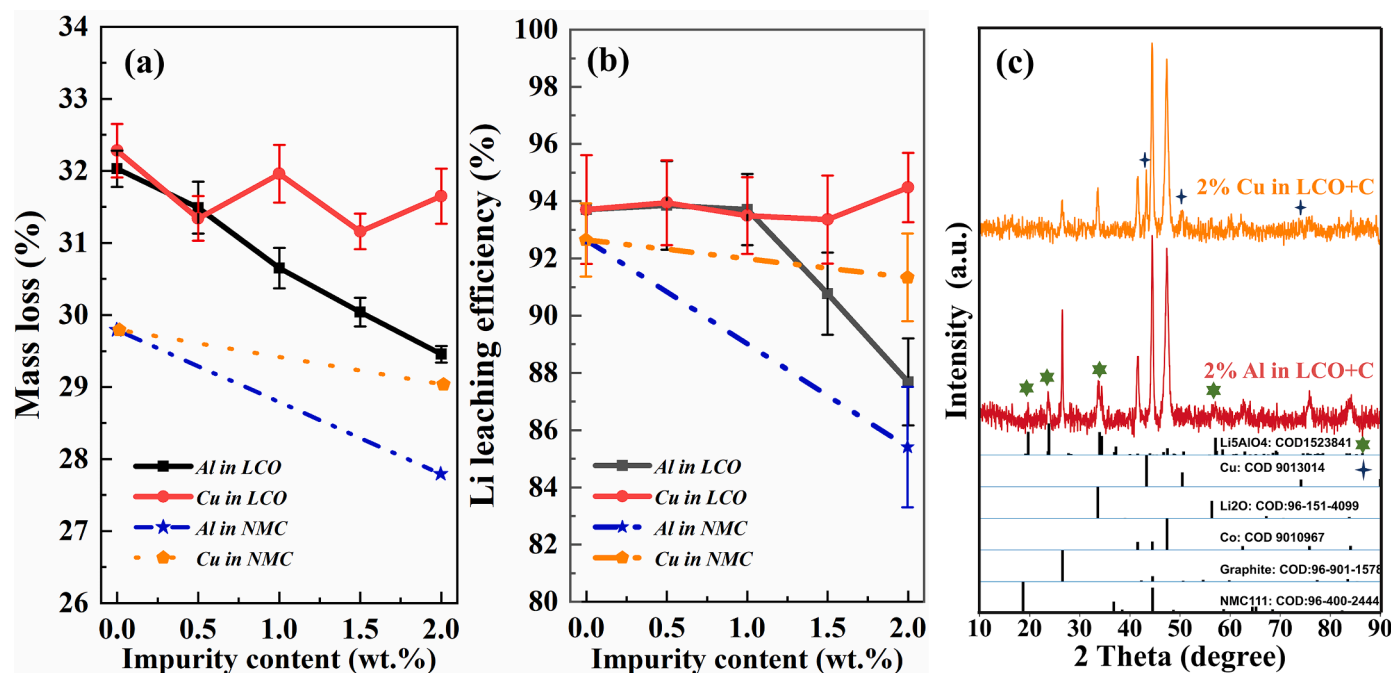 (a)
Mass loss (%)
34
33
32
31
30
29
28
27
26
Al in LCO
Cu in LCO
Al in NMC
Cu in NMC
0.0 0.5 1.0 1.5 2.0
Impurity content (wt.%)
(b)
Li leaching efficiency (%)
100
98
96
94
92
90
88
86
84
82
80
Al in LCO
Cu in LCO
Al in NMC
Cu in NMC
0.0 0.5 1.0 1.5 2.0
Impurity content (wt.%)
(c)
Intensity (a.u.)
2% Cu in LCO+C
2% Al in LCO+C
Li5AlO4: COD1523841
Cu: COD 9013014
Li2O: COD:96-151-4099
Co: COD 9010967
Graphite: COD:96-901-1578
NMC111: COD:96-400-2444
10 20 30 40 50 60 70 80 90
2 Theta (degree)